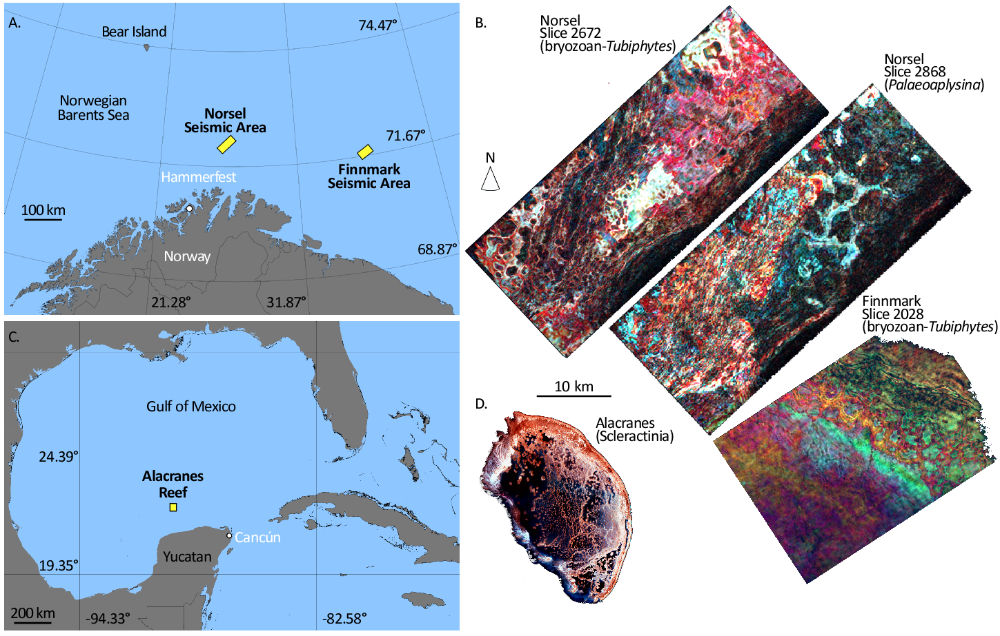 A.
Bear Island
74.47°
Norwegian
Barents Sea
Norsel
Seismic Area
71.67°
Finnmark
Seismic Area
Hammerfest
100 km
68.87°
Norway
21.28°
31.87°
B.
Norsel
Slice 2672
(bryozoan-Tubiphytes)
Norsel
Slice 2868
(Palaeoaplysina)
N
Finnmark
Slice 2028
(bryozoan-Tubiphytes)
10 km
C.
Gulf of Mexico
24.39°
Alacranes
Reef
Cancún
Yucatan
19.35°
200 km
-94.33°
-82.58°
D.
Alacranes
(Scleractinia)